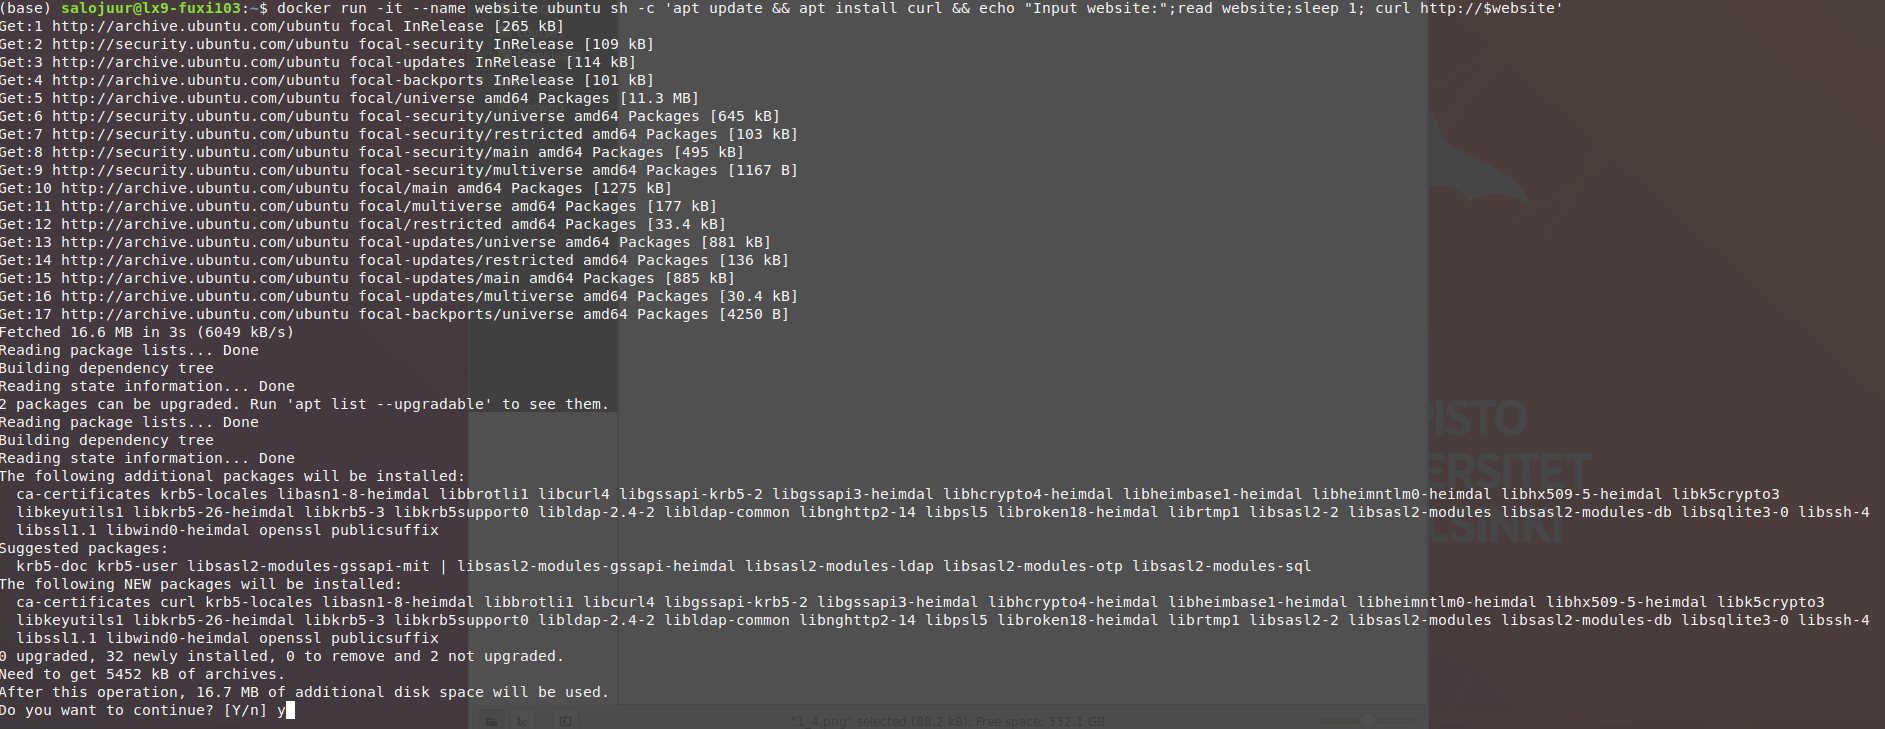 (base) salojuur@lx9-fuxi103:~$ docker run -it --name website ubuntu sh -c 'apt update && apt install curl && echo "Input website:";read website;sleep 1; curl http://$website'
Get:1 http://archive.ubuntu.com/ubuntu focal InRelease [265 kB]
Get:2 http://security.ubuntu.com/ubuntu focal-security InRelease [109 kB]
Get:3 http://archive.ubuntu.com/ubuntu focal-updates InRelease [114 kB]
Get:4 http://archive.ubuntu.com/ubuntu focal-backports InRelease [101 kB]
Get:5 http://archive.ubuntu.com/ubuntu focal/universe amd64 Packages [11.3 MB]
Get:6 http://security.ubuntu.com/ubuntu focal-security/universe amd64 Packages [645 kB]
Get:7 http://security.ubuntu.com/ubuntu focal-security/restricted amd64 Packages [103 kB]
Get:8 http://security.ubuntu.com/ubuntu focal-security/main amd64 Packages [495 kB]
Get:9 http://security.ubuntu.com/ubuntu focal-security/multiverse amd64 Packages [1167 B]
Get:10 http://archive.ubuntu.com/ubuntu focal/main amd64 Packages [1275 kB]
Get:11 http://archive.ubuntu.com/ubuntu focal/multiverse amd64 Packages [177 kB]
Get:12 http://archive.ubuntu.com/ubuntu focal/restricted amd64 Packages [33.4 kB]
Get:13 http://archive.ubuntu.com/ubuntu focal-updates/universe amd64 Packages [881 kB]
Get:14 http://archive.ubuntu.com/ubuntu focal-updates/restricted amd64 Packages [136 kB]
Get:15 http://archive.ubuntu.com/ubuntu focal-updates/main amd64 Packages [885 kB]
Get:16 http://archive.ubuntu.com/ubuntu focal-updates/multiverse amd64 Packages [30.4 kB]
Get:17 http://archive.ubuntu.com/ubuntu focal-backports/universe amd64 Packages [4250 B]
Fetched 16.6 MB in 3s (6049 kB/s)
Reading package lists... Done
Building dependency tree
Reading state information... Done
2 packages can be upgraded. Run 'apt list --upgradable' to see them.
Reading package lists... Done
Building dependency tree
Reading state information... Done
The following additional packages will be installed:
ca-certificates krb5-locales libasn1-8-heimdal libbrotli1 libcurl4 libgssapi-krb5-2 libgssapi3-heimdal libhcrypto4-heimdal libheimbase1-heimdal libheimntlm0-heimdal libhx509-5-heimdal libk5crypto3
libkeyutils1 libkrb5-26-heimdal libkrb5-3 libkrb5support0 libldap-2.4-2 libldap-common libnghttp2-14 libpsl5 libroken18-heimdal librtmp1 libsasl2-2 libsasl2-modules libsasl2-modules-db libsqlite3-0 libssh-4
libssl1.1 libwind0-heimdal openssl publicsuffix
Suggested packages:
krb5-doc krb5-user libsasl2-modules-gssapi-mit | libsasl2-modules-gssapi-heimdal libsasl2-modules-ldap libsasl2-modules-otp libsasl2-modules-sql
The following NEW packages will be installed:
ca-certificates curl krb5-locales libasn1-8-heimdal libbrotli1 libcurl4 libgssapi-krb5-2 libgssapi3-heimdal libhcrypto4-heimdal libheimbase1-heimdal libheimntlm0-heimdal libhx509-5-heimdal libk5crypto3
libkeyutils1 libkrb5-26-heimdal libkrb5-3 libkrb5support0 libldap-2.4-2 libldap-common libnghttp2-14 libpsl5 libroken18-heimdal librtmp1 libsasl2-2 libsasl2-modules libsasl2-modules-db libsqlite3-0 libssh-4
libssl1.1 libwind0-heimdal openssl publicsuffix
0 upgraded, 32 newly installed, 0 to remove and 2 not upgraded.
Need to get 5452 kB of archives.
After this operation, 16.7 MB of additional disk space will be used.
Do you want to continue? [Y/n] y
PISTO
ERSITET
LSINKI
"1_4.png" selected (88.2 kB), Free space: 332.1 GB